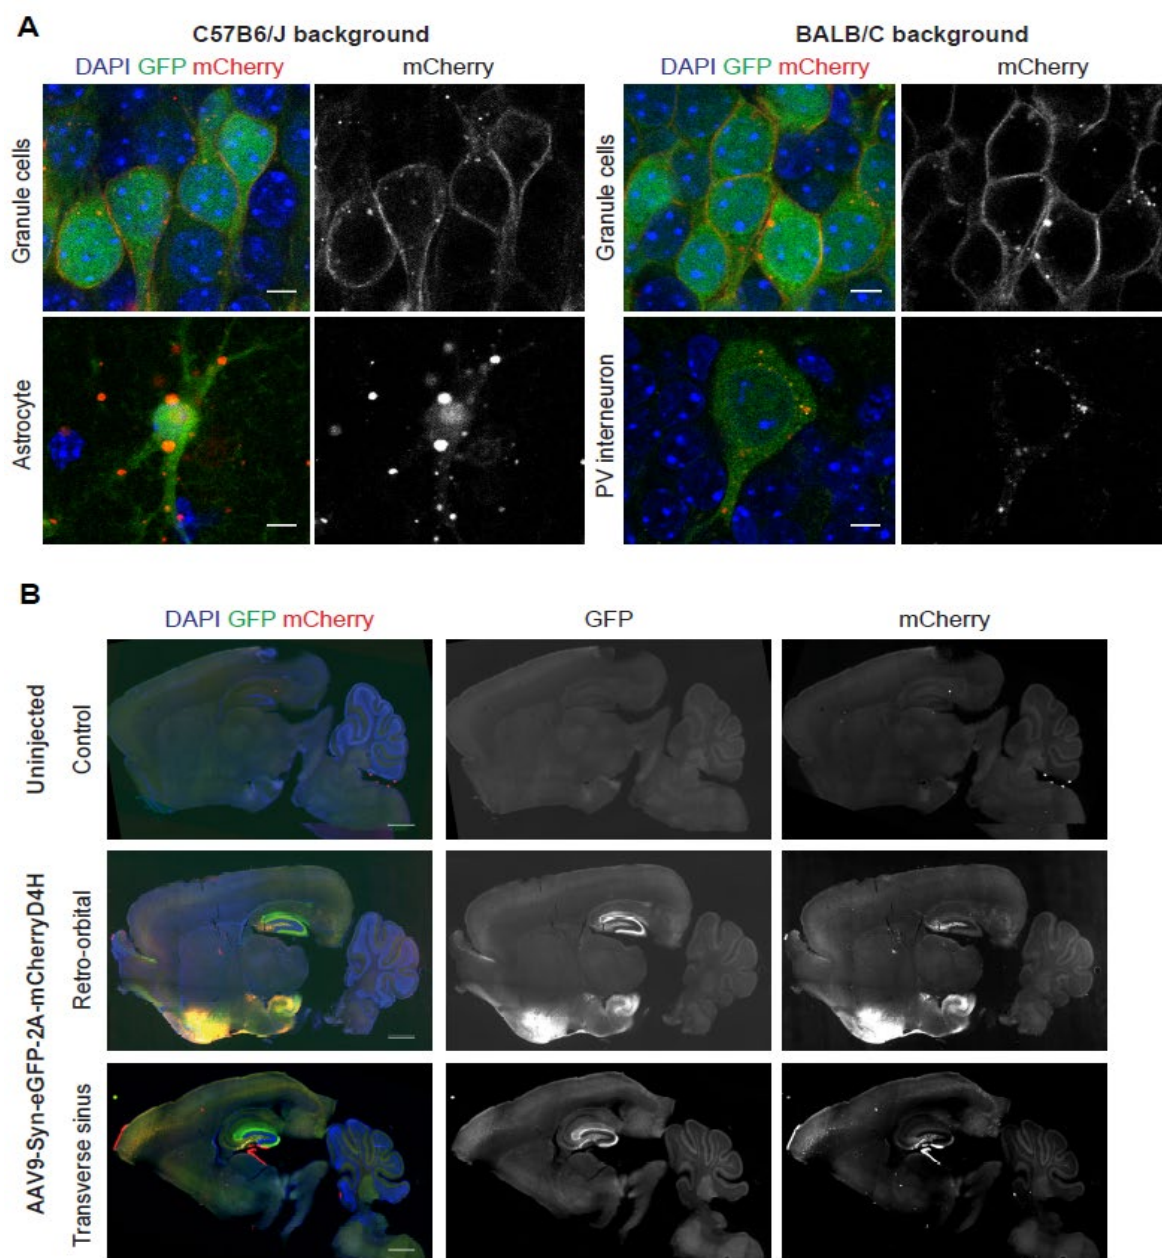 A
C57B6/J background
BALB/C background
DAPI GFP mCherry
mCherry
DAPI GFP mCherry
mCherry
Granule cells
Granule cells
Astrocyte
PV interneuron
B
DAPI GFP mCherry
GFP
mCherry
Uninjected
Control
AAV9-Syn-eGFP-2A-mCherryD4H
Retro-orbital
Transverse sinus